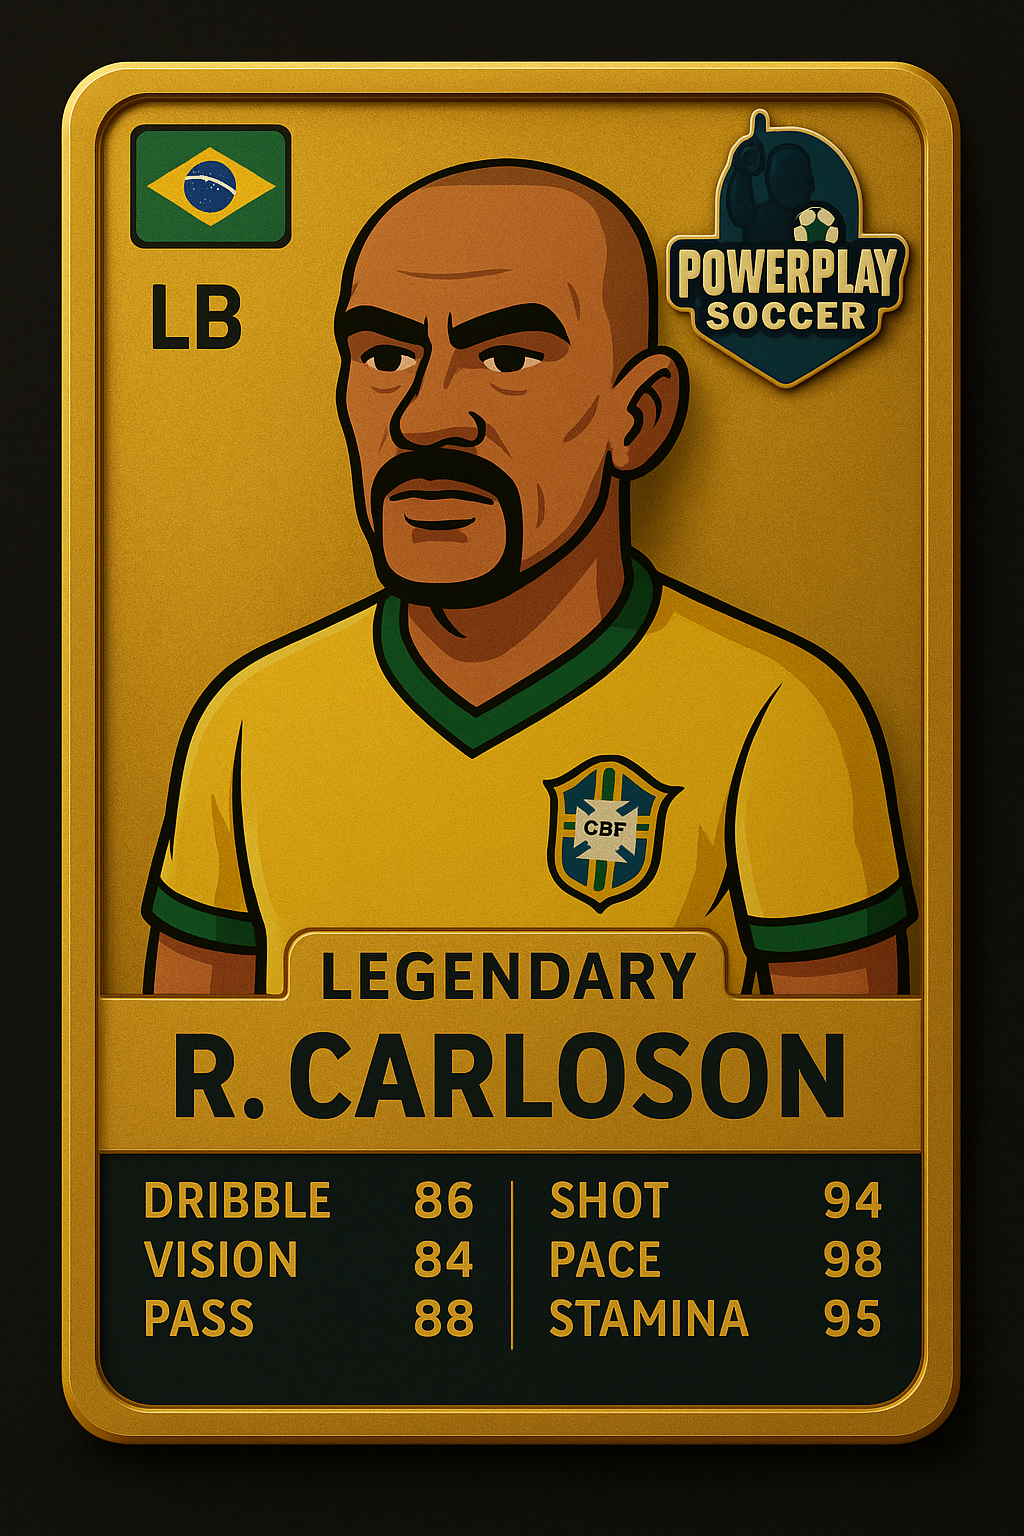 LB
POWERPLAY
SOCCER
CBF
LEGENDARY
R. CARLOSON
DRIBBLE 86
VISION 84
PASS 88
SHOT 94
PACE 98
STAMINA 95